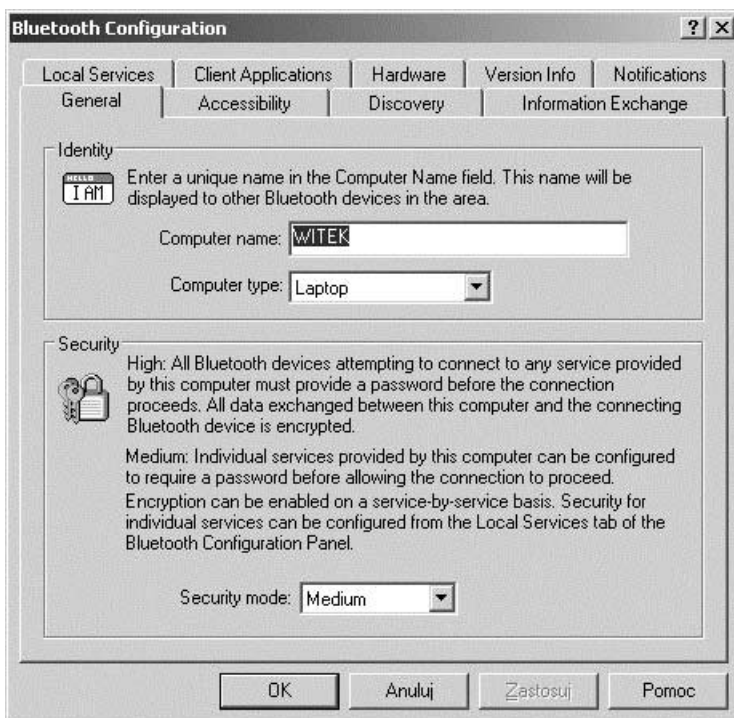 Bluetooth Configuration
Local Services
Client Applications
Hardware
Version Info
Notifications
General
Accessibility
Discovery
Information Exchange
Identity
HELLO
I AM
Enter a unique name in the Computer Name field. This name will be
displayed to other Bluetooth devices in the area.
Computer name: WITEK
Computer type: Laptop
Security
High: All Bluetooth devices attempting to connect to any service provided
by this computer must provide a password before the connection
proceeds. All data exchanged between this computer and the connecting
Bluetooth device is encrypted.
Medium: Individual services provided by this computer can be configured
to require a password before allowing the connection to proceed.
Encryption can be enabled on a service-by-service basis. Security for
individual services can be configured from the Local Services tab of the
Bluetooth Configuration Panel.
Security mode: Medium
OK
Anuluj
Zastosuj
Pomoc